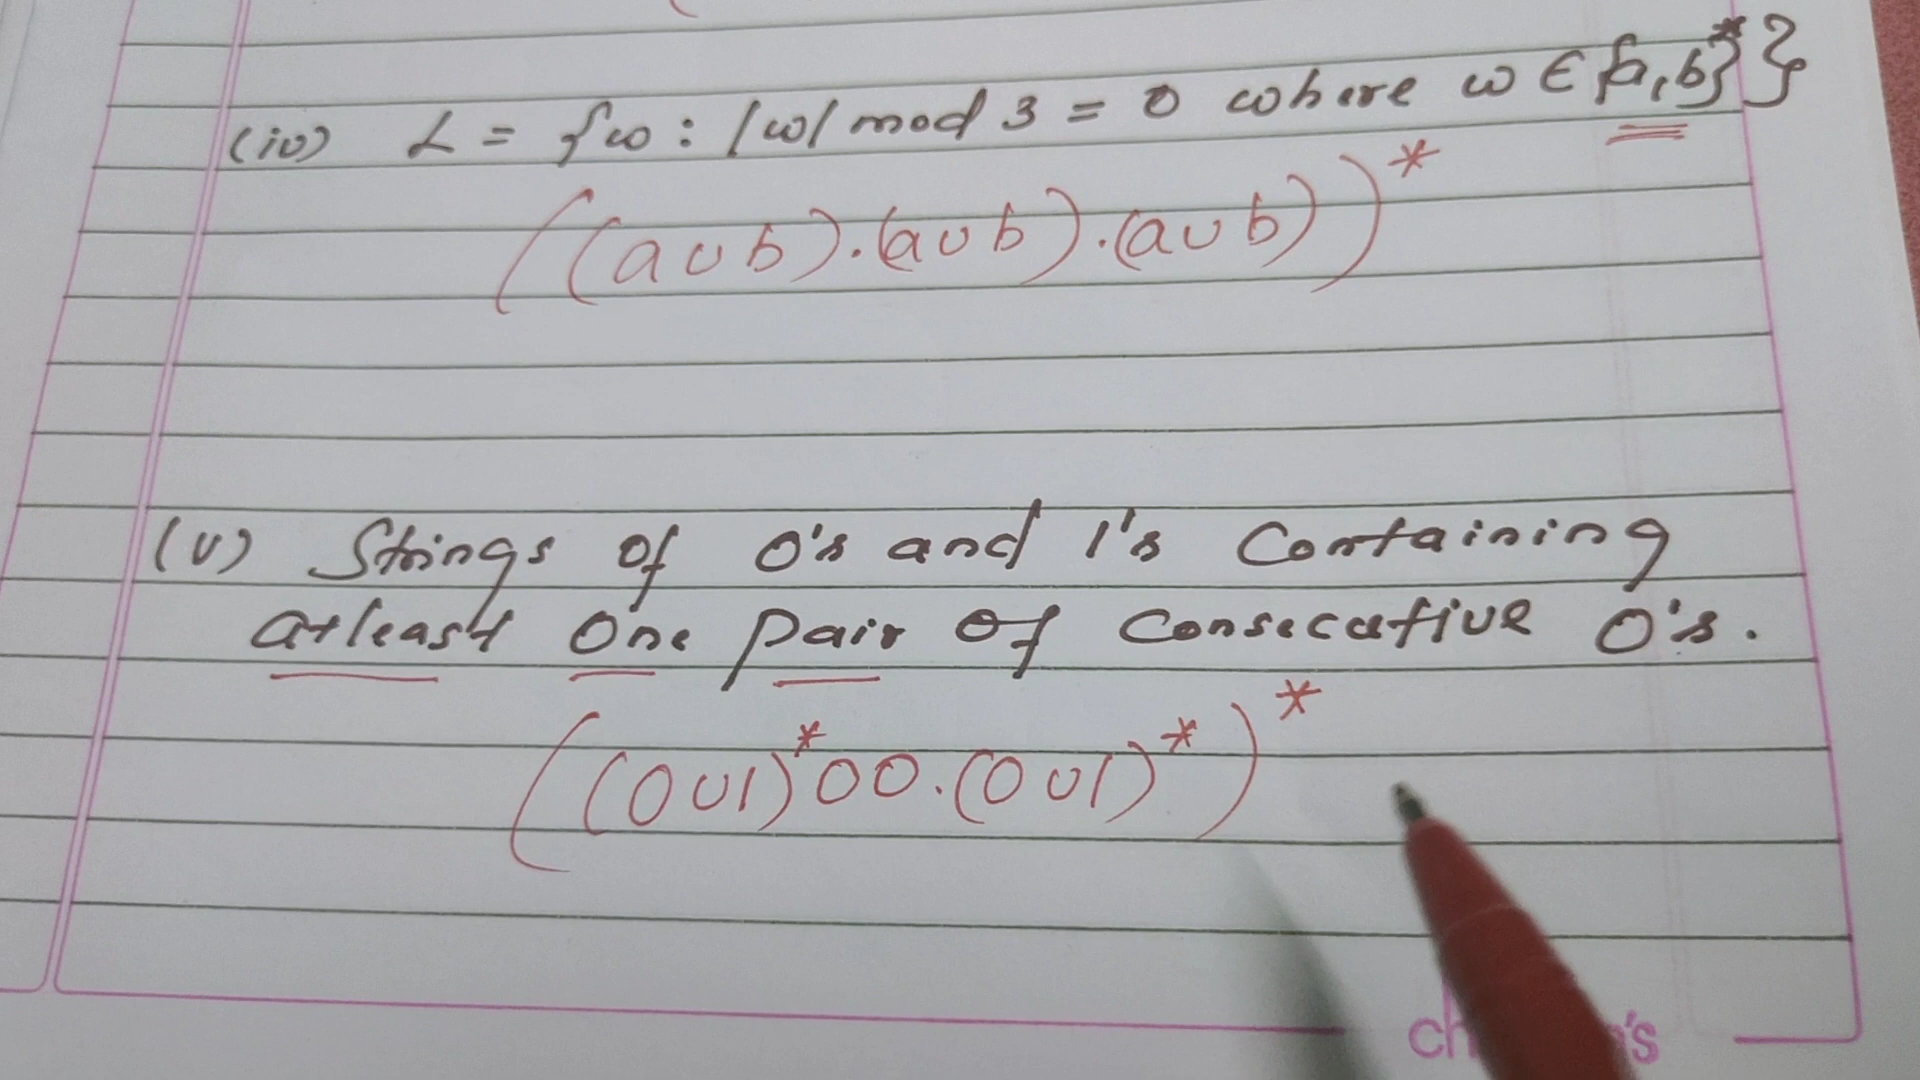 (iv) L = {w : |w| mod 3 = 0 where w ∈ {a,b}*}
((a∪b).(a∪b).(a∪b))*
(v) Strings of 0's and 1's Containing
atleast One pair of Consecutive 0's.
((0∪1)*00.(0∪1)*)*